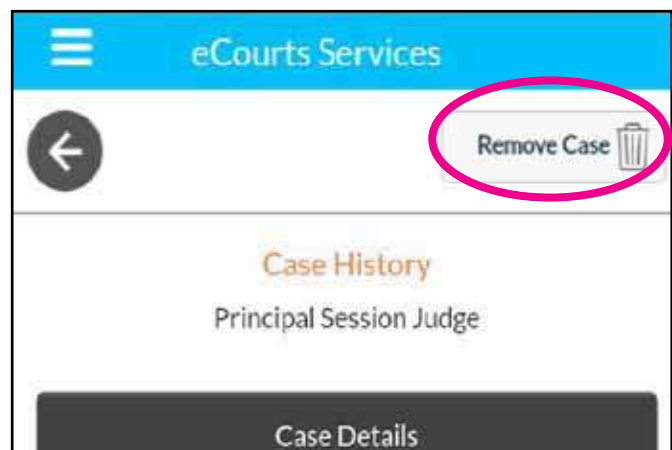 eCourts Services
Remove Case
Case History
Principal Session Judge
Case Details